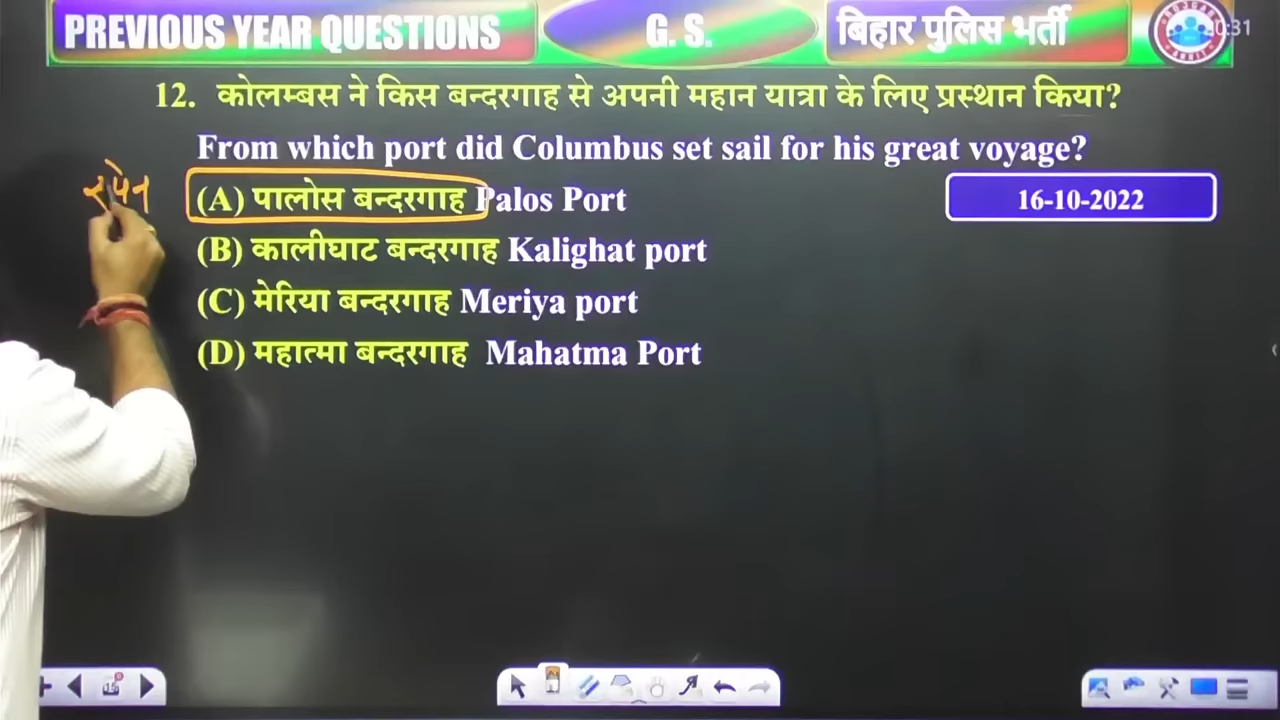 PREVIOUS YEAR QUESTIONS G. S. बिहार पुलिस भर्ती
12. कोलम्बस ने किस बन्दरगाह से अपनी महान यात्रा के लिए प्रस्थान किया?
From which port did Columbus set sail for his great voyage?
स्पेन
(A) पालोस बन्दरगाह Palos Port
16-10-2022
(B) कालीघाट बन्दरगाह Kalighat port
(C) मेरिया बन्दरगाह Meriya port
(D) महात्मा बन्दरगाह Mahatma Port